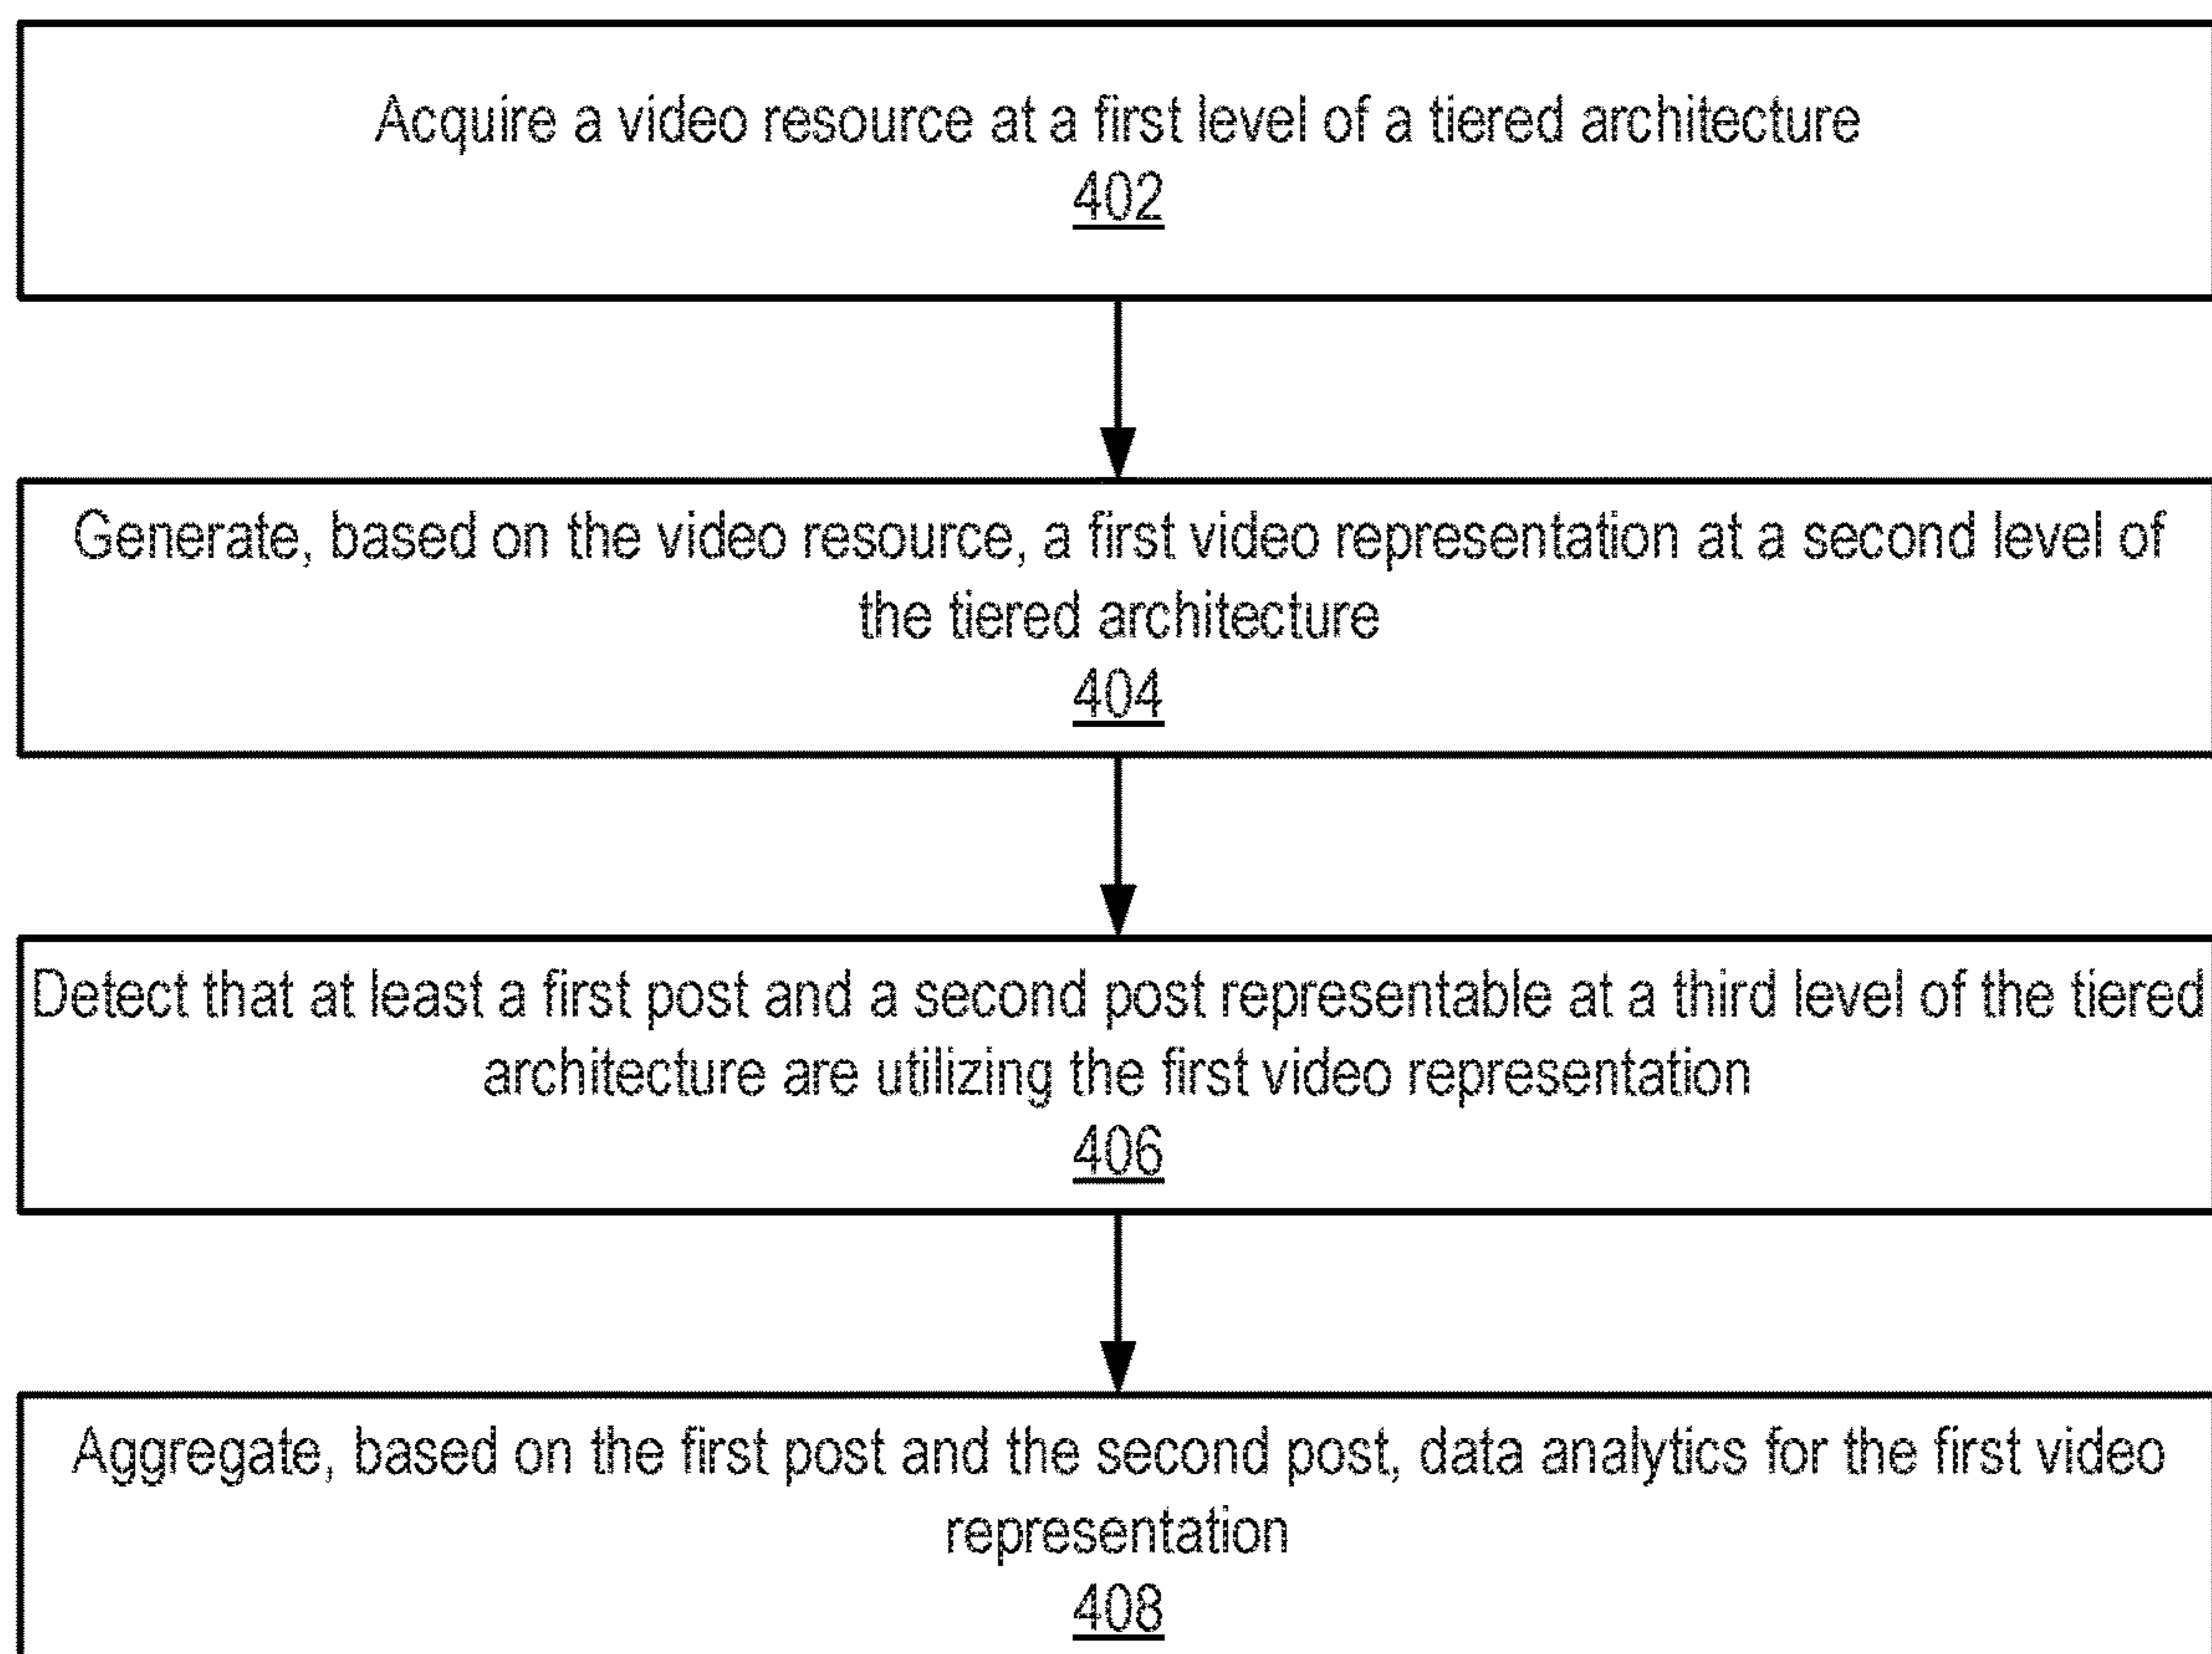 Acquire a video resource at a first level of a tiered architecture
402
Generate, based on the video resource, a first video representation at a second level of
the tiered architecture
404
Detect that at least a first post and a second post representable at a third level of the tiered
architecture are utilizing the first video representation
406
Aggregate, based on the first post and the second post, data analytics for the first video
representation
408